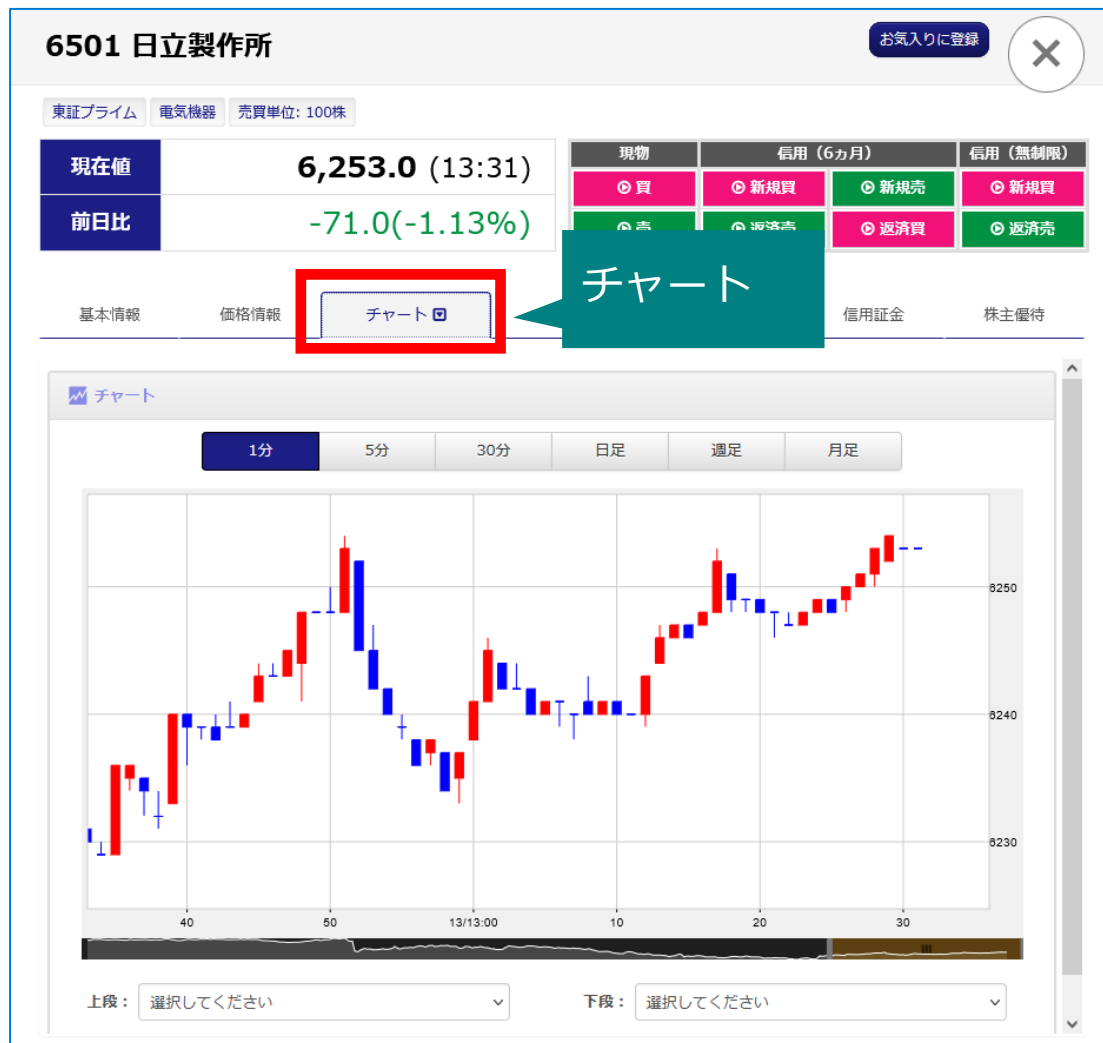 6501 日立製作所
お気入りに登録
東証プライム 電気機器 売買単位: 100株
現在値 6,253.0 (13:31)
前日比 -71.0(-1.13%)
現物 信用（6ヵ月） 信用（無制限）
買 新規買 新規売 新規買
売 返済売 返済買 返済売
チャート
基本情報 価格情報 チャート 信用証金 株主優待
チャート
1分 5分 30分 日足 週足 月足
6250
6240
6230
40 50 13/13:00 10 20 30
上段： 選択してください 下段： 選択してください